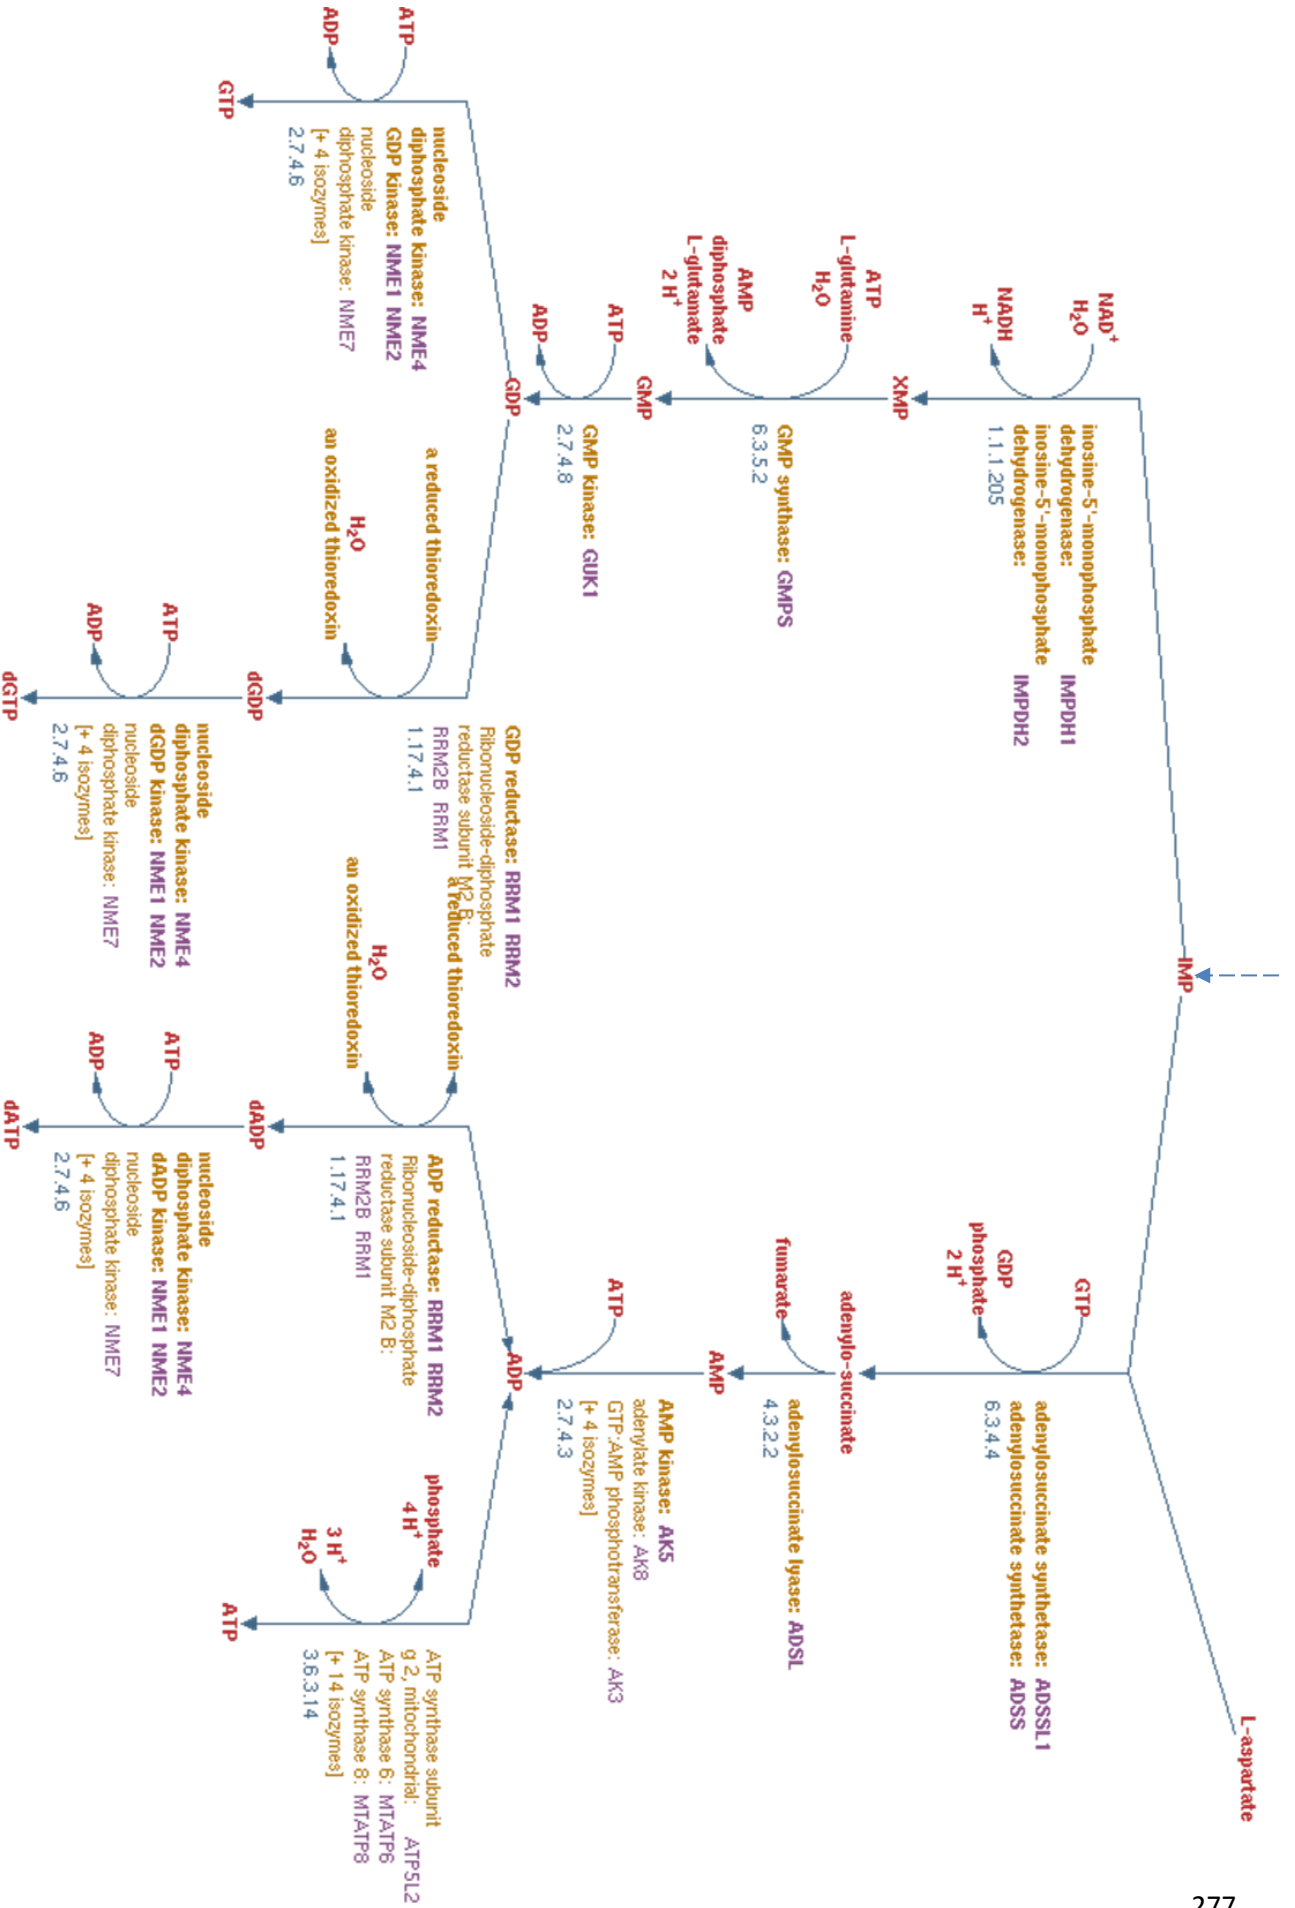 L-aspartate
IMP
NAD+
H2O
NADH
H+
inosine-5'-monophosphate
dehydrogenase: IMPDH1
inosine-5'-monophosphate
dehydrogenase: IMPDH2
1.1.1.205
GTP
GDP
phosphate
2 H+
adenylosuccinate synthetase: ADSSL1
adenylosuccinate synthetase: ADSS
6.3.4.4
XMP
adenylo-succinate
ATP
L-glutamine
H2O
AMP
diphosphate
L-glutamate
2 H+
GMP synthase: GMPS
6.3.5.2
fumarate
adenylosuccinate lyase: ADSL
4.3.2.2
GMP
AMP
ATP
ADP
GMP kinase: GUK1
2.7.4.8
ATP
AMP kinase: AK5
adenylate kinase: AK8
GTP:AMP phosphotransferase: AK3
[+ 4 isozymes]
2.7.4.3
GDP
ADP
ATP
ADP
nucleoside
diphosphate kinase: NME4
GDP kinase: NME1 NME2
nucleoside
diphosphate kinase: NME7
[+ 4 isozymes]
2.7.4.6
GTP
a reduced thioredoxin
H2O
an oxidized thioredoxin
GDP reductase: RRM1 RRM2
Ribonucleoside-diphosphate
reductase subunit M2 B:
RRM2B RRM1
1.17.4.1
a reduced thioredoxin
H2O
an oxidized thioredoxin
ADP reductase: RRM1 RRM2
Ribonucleoside-diphosphate
reductase subunit M2 B:
RRM2B RRM1
1.17.4.1
phosphate
4 H+
3 H+
H2O
ATP synthase subunit
g 2, mitochondrial: ATP5L2
ATP synthase 6: MTATP6
ATP synthase 8: MTATP8
[+ 14 isozymes]
3.6.3.14
ATP
dGDP
dADP
ATP
ADP
nucleoside
diphosphate kinase: NME4
dGDP kinase: NME1 NME2
nucleoside
diphosphate kinase: NME7
[+ 4 isozymes]
2.7.4.6
dGTP
ATP
ADP
nucleoside
diphosphate kinase: NME4
dADP kinase: NME1 NME2
nucleoside
diphosphate kinase: NME7
[+ 4 isozymes]
2.7.4.6
dATP
277